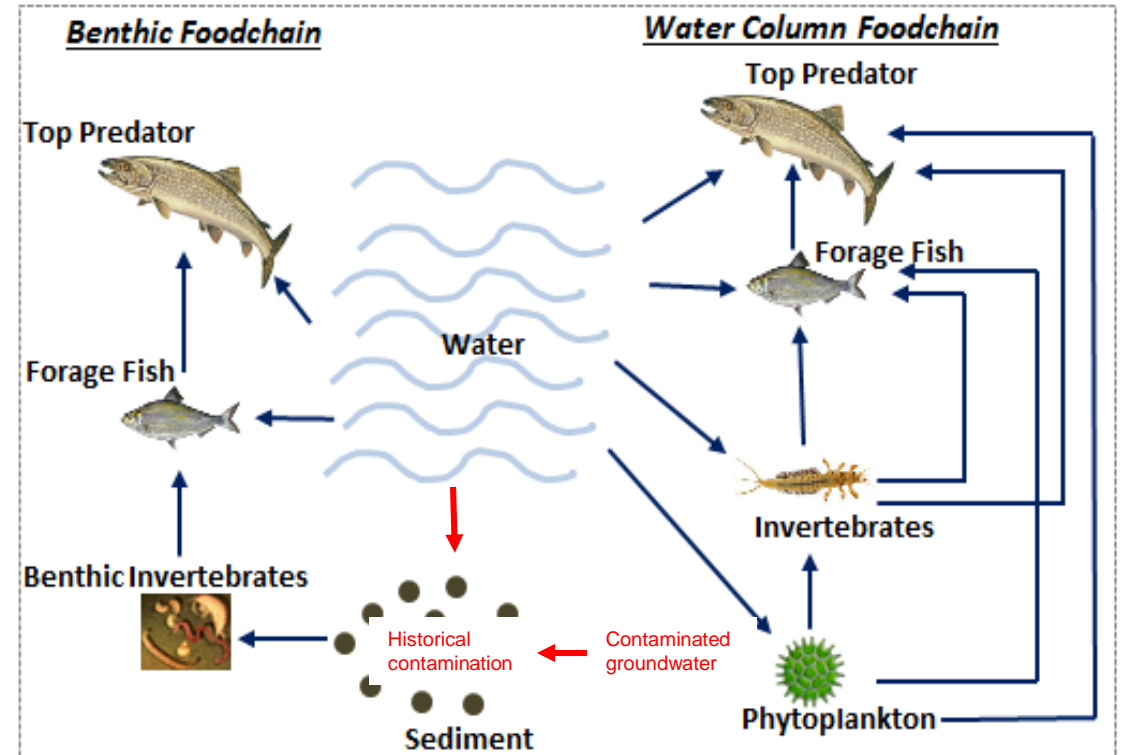 Benthic Foodchain
Water Column Foodchain
Top Predator
Top Predator
Forage Fish
Water
Forage Fish
Invertebrates
Benthic Invertebrates
Historical
contamination
Contaminated
groundwater
Phytoplankton
Sediment